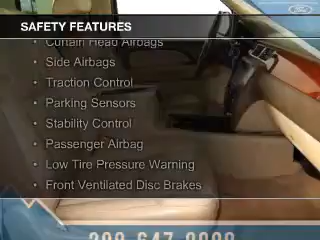 SAFETY FEATURES
• Curtain Head Airbags
• Side Airbags
• Traction Control
• Parking Sensors
• Stability Control
• Passenger Airbag
• Low Tire Pressure Warning
• Front Ventilated Disc Brakes